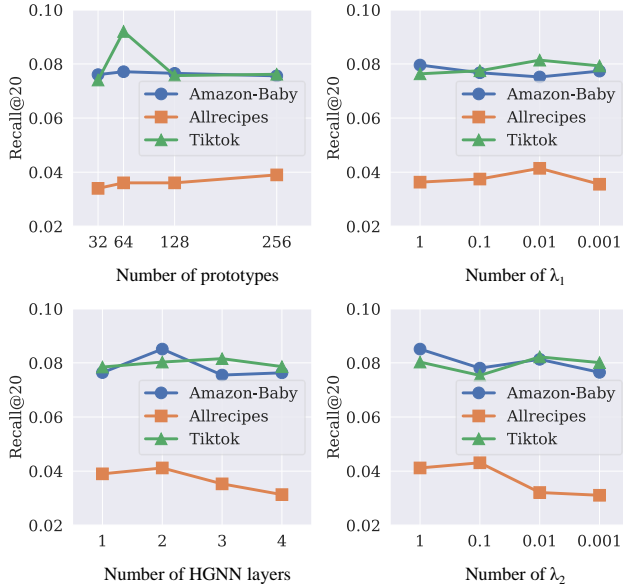 0.10
0.08
0.06
0.04
0.02
Recall@20
Amazon-Baby
Allrecipes
Tiktok
32 64 128 256
Number of prototypes
0.10
0.08
0.06
0.04
0.02
Recall@20
Amazon-Baby
Allrecipes
Tiktok
1 0.1 0.01 0.001
Number of λ₁
0.10
0.08
0.06
0.04
0.02
Recall@20
Amazon-Baby
Allrecipes
Tiktok
1 2 3 4
Number of HGNN layers
0.10
0.08
0.06
0.04
0.02
Recall@20
Amazon-Baby
Allrecipes
Tiktok
1 0.1 0.01 0.001
Number of λ₂